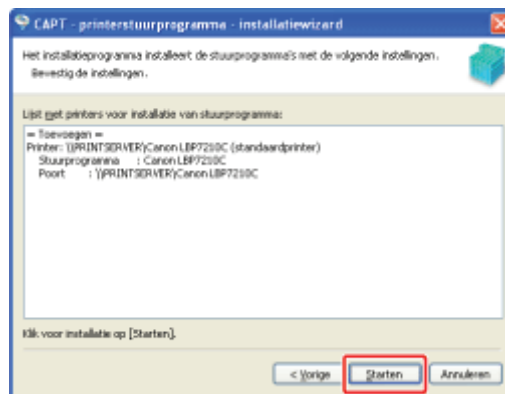 CAPT - printerstuurprogramma - installatiewizard
Het installatieprogramma installeert de stuurprogramma's met de volgende instellingen.
Bevestig de instellingen.
Lijst met printers voor installatie van stuurprogramma:
= Toevoegen =
Printer: \\PRINTSERVER\Canon LBP7210C (standaardprinter)
Stuurprogramma : Canon LBP7210C
Poort : \\PRINTSERVER\Canon LBP7210C
Klik voor installatie op [Starten].
< Vorige Starten Annuleren